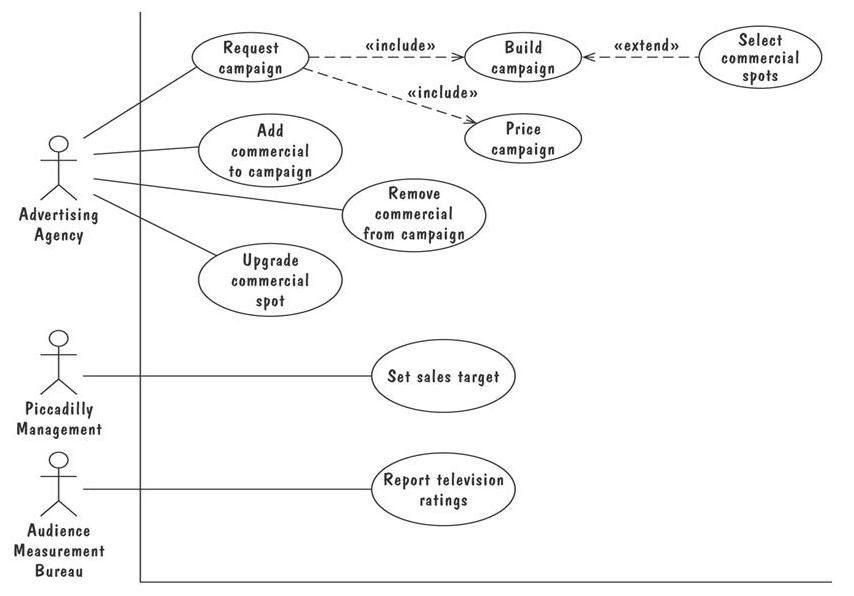 Request
campaign
«include»
Build
campaign
«extend»
Select
commercial
spots
«include»
Price
campaign
Add
commercial
to campaign
Remove
commercial
from campaign
Advertising
Agency
Upgrade
commercial
spot
Set sales target
Piccadilly
Management
Report television
ratings
Audience
Measurement
Bureau